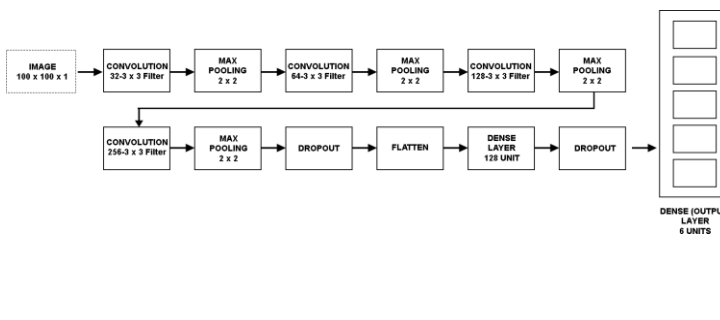 IMAGE
100 x 100 x 1
CONVOLUTION
32-3 x 3 Filter
MAX
POOLING
2 x 2
CONVOLUTION
64-3 x 3 Filter
MAX
POOLING
2 x 2
CONVOLUTION
128-3 x 3 Filter
MAX
POOLING
2 x 2
CONVOLUTION
256-3 x 3 Filter
MAX
POOLING
2 x 2
DROPOUT
FLATTEN
DENSE
LAYER
128 UNIT
DROPOUT
DENSE (OUTPU
LAYER
6 UNITS